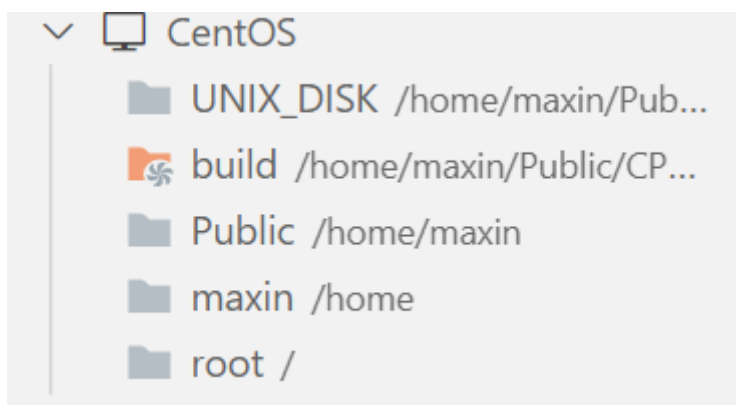 CentOS
UNIX_DISK /home/maxin/Pub...
build /home/maxin/Public/CP...
Public /home/maxin
maxin /home
root /